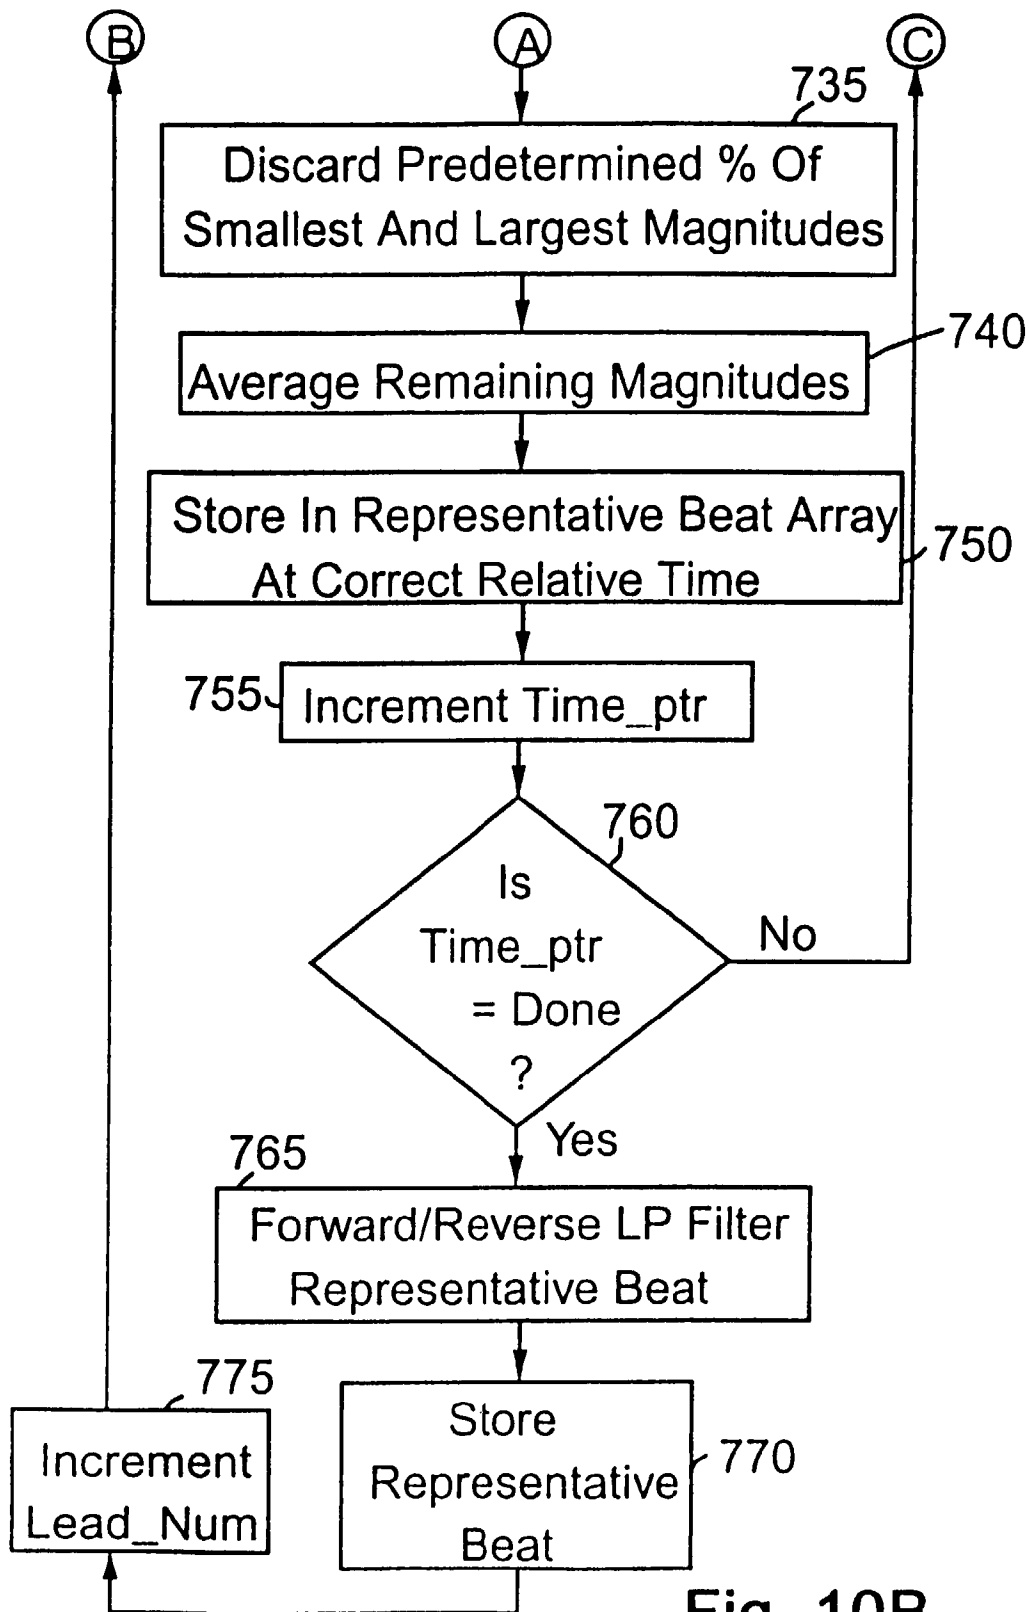 B A C
735
Discard Predetermined % Of
Smallest And Largest Magnitudes
740
Average Remaining Magnitudes
Store In Representative Beat Array
At Correct Relative Time
750
755
Increment Time_ptr
760
Is
Time_ptr
= Done
?
No
Yes
765
Forward/Reverse LP Filter
Representative Beat
775
Increment
Lead_Num
Store
Representative
Beat
770
Fig. 10B